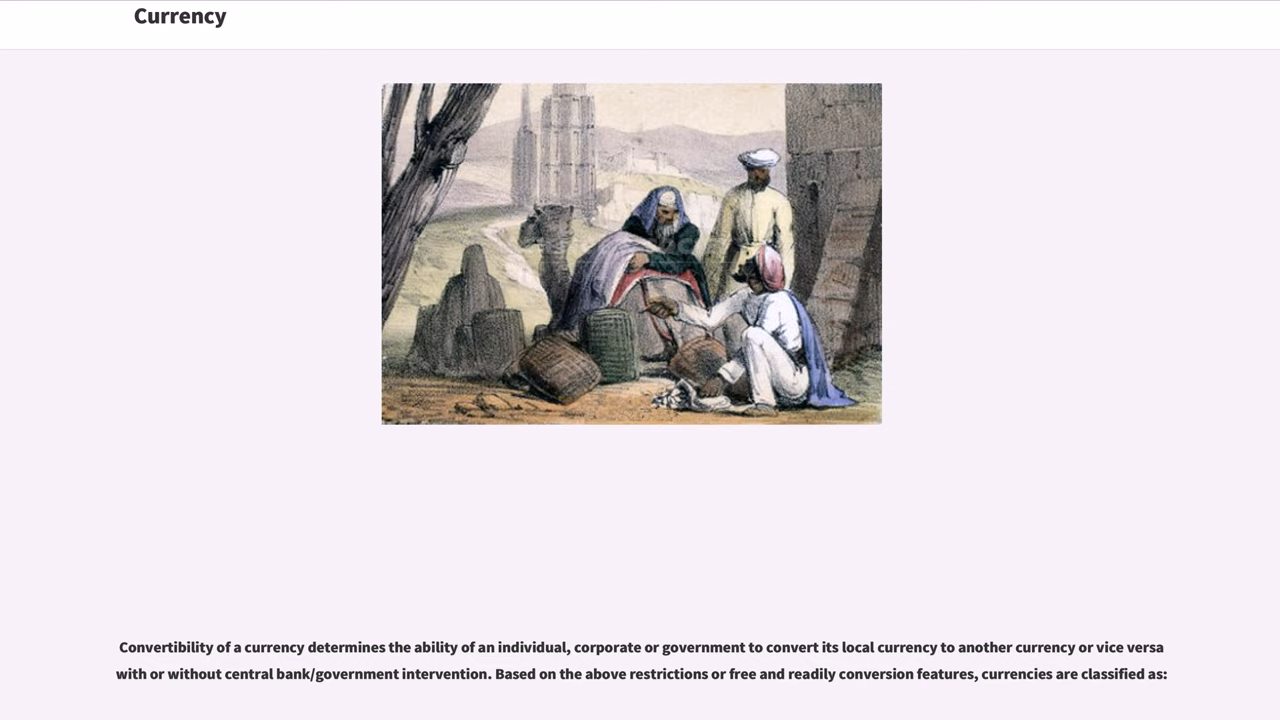 Currency
Convertibility of a currency determines the ability of an individual, corporate or government to convert its local currency to another currency or vice versa
with or without central bank/government intervention. Based on the above restrictions or free and readily conversion features, currencies are classified as: